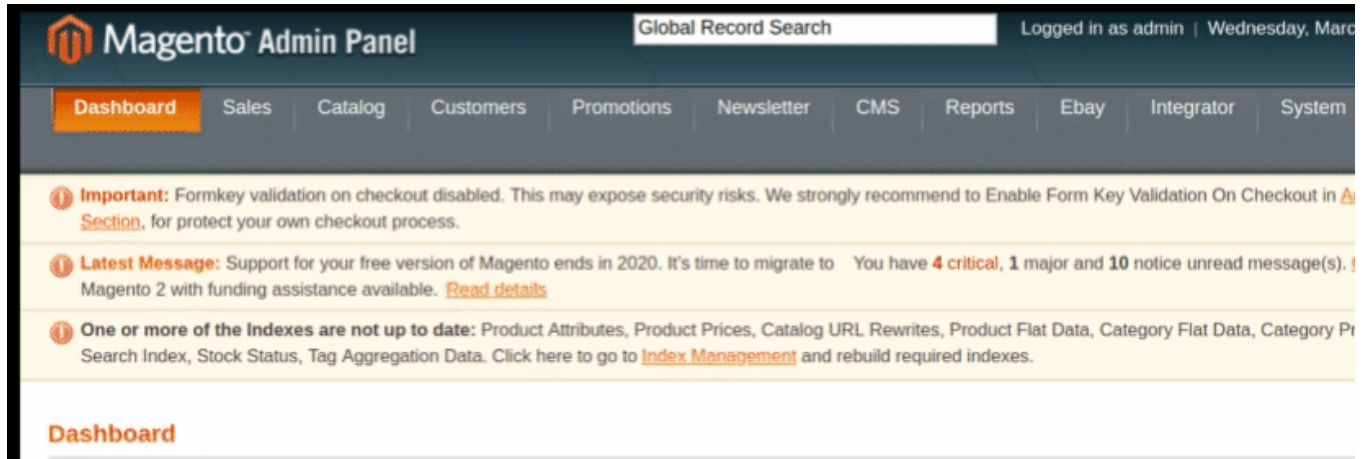 Magento Admin Panel
Global Record Search
Logged in as admin | Wednesday, Marc
Dashboard Sales Catalog Customers Promotions Newsletter CMS Reports Ebay Integrator System
Important: Formkey validation on checkout disabled. This may expose security risks. We strongly recommend to Enable Form Key Validation On Checkout in
Section, for protect your own checkout process.
Latest Message: Support for your free version of Magento ends in 2020. It's time to migrate to You have 4 critical, 1 major and 10 notice unread message(s).
Magento 2 with funding assistance available. Read details
One or more of the Indexes are not up to date: Product Attributes, Product Prices, Catalog URL Rewrites, Product Flat Data, Category Flat Data, Category Pr
Search Index, Stock Status, Tag Aggregation Data. Click here to go to Index Management and rebuild required indexes.
Dashboard